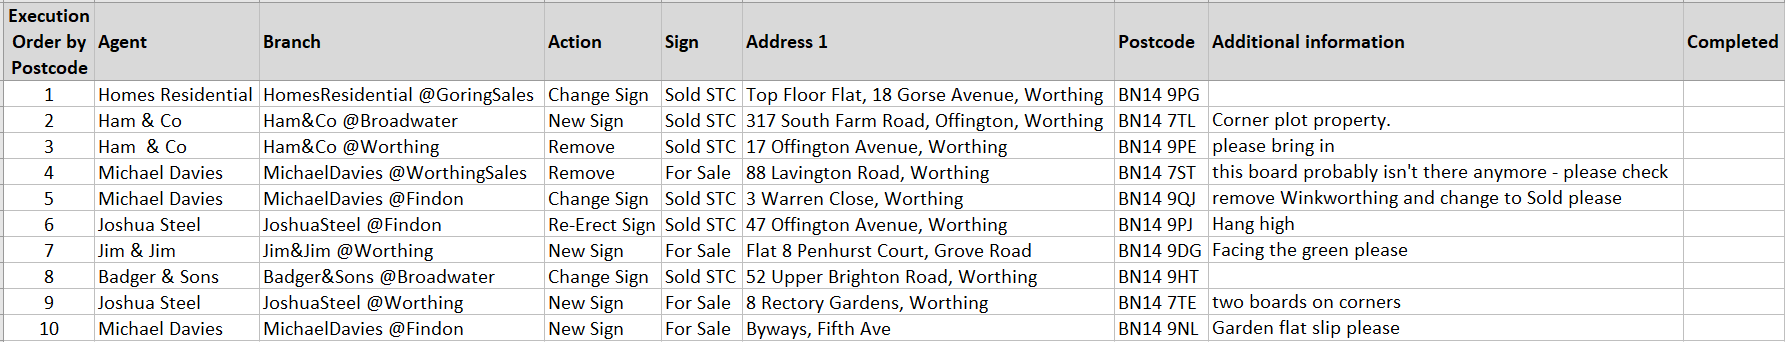 Execution Order by Postcode Agent Branch Action Sign Address 1 Postcode Additional information Completed
1 Homes Residential HomesResidential @GoringSales Change Sign Sold STC Top Floor Flat, 18 Gorse Avenue, Worthing BN14 9PG
2 Ham & Co Ham&Co @Broadwater New Sign Sold STC 317 South Farm Road, Offington, Worthing BN14 7TL Corner plot property.
3 Ham  & Co Ham&Co @Worthing Remove Sold STC 17 Offington Avenue, Worthing BN14 9PE please bring in
4 Michael Davies MichaelDavies @WorthingSales Remove For Sale 88 Lavington Road, Worthing BN14 7ST this board probably isn't there anymore - please check
5 Michael Davies MichaelDavies @Findon Change Sign Sold STC 3 Warren Close, Worthing BN14 9QJ remove Winkworthing and change to Sold please
6 Joshua Steel JoshuaSteel @Findon Re-Erect Sign Sold STC 47 Offington Avenue, Worthing BN14 9PJ Hang high
7 Jim & Jim Jim&Jim @Worthing New Sign For Sale Flat 8 Penhurst Court, Grove Road BN14 9DG Facing the green please
8 Badger & Sons Badger&Sons @Broadwater Change Sign Sold STC 52 Upper Brighton Road, Worthing BN14 9HT
9 Joshua Steel JoshuaSteel @Worthing New Sign For Sale 8 Rectory Gardens, Worthing BN14 7TE two boards on corners
10 Michael Davies MichaelDavies @Findon New Sign For Sale Byways, Fifth Ave BN14 9NL Garden flat slip please